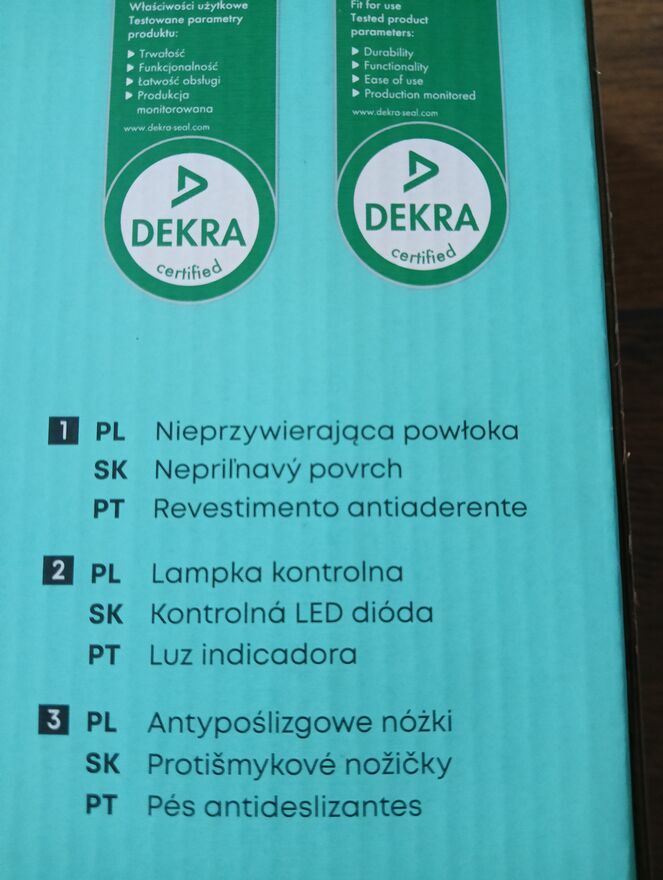 Właściwości użytkowe
Testowane parametry
produktu:
Trwałość
Funkcjonalność
Łatwość obsługi
Produkcja
monitorowana
www.dekra-seal.com
DEKRA
certified
Fit for use
Tested product
parameters:
Durability
Functionality
Ease of use
Production monitored
www.dekra-seal.com
DEKRA
certified
1 PL Nieprzywierająca powłoka
SK Nepriľnavý povrch
PT Revestimento antiaderente
2 PL Lampka kontrolna
SK Kontrolná LED dióda
PT Luz indicadora
3 PL Antypoślizgowe nóżki
SK Protišmykové nožičky
PT Pés antideslizantes